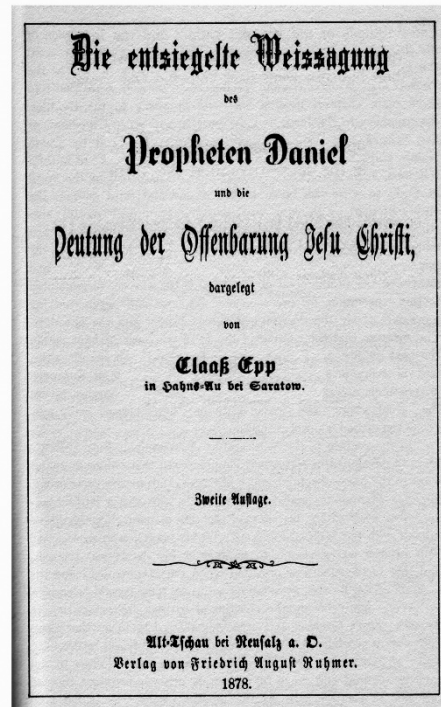 Die entsiegelte Weissagung
des
Propheten Daniel
und die
Deutung der Offenbarung Jesu Christi,
dargelegt
von
Claaß Epp
in Hahns-Au bei Saratow.
Zweite Auflage.
Alt-Tschau bei Neusalz a. O.
Verlag von Friedrich August Ruhmer.
1878.